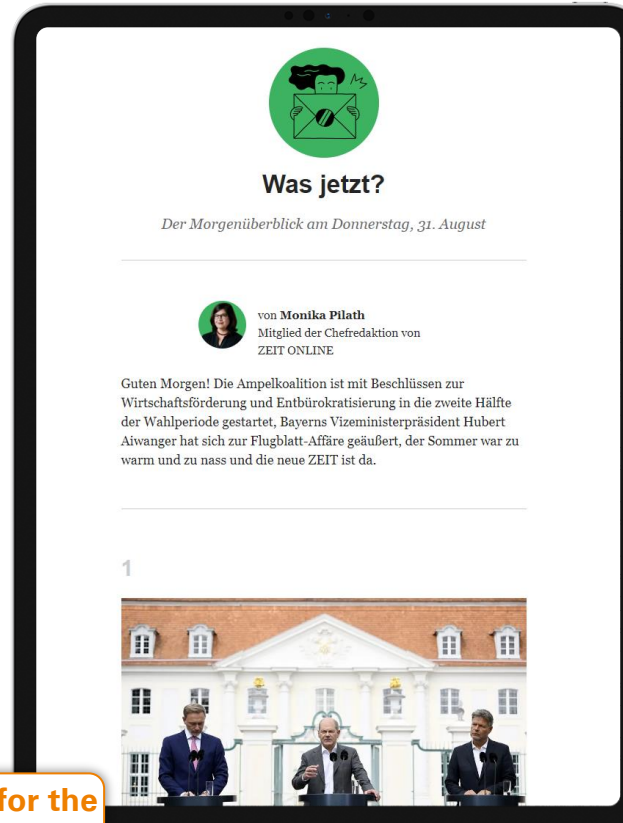 Was jetzt?
Der Morgenüberblick am Donnerstag, 31. August
von Monika Pilath
Mitglied der Chefredaktion von
ZEIT ONLINE
Guten Morgen! Die Ampelkoalition ist mit Beschlüssen zur
Wirtschaftsförderung und Entbürokratisierung in die zweite Hälfte
der Wahlperiode gestartet, Bayerns Vizeministerpräsident Hubert
Aiwanger hat sich zur Flugblatt-Affäre geäußert, der Sommer war zu
warm und zu nass und die neue ZEIT ist da.
1
for the